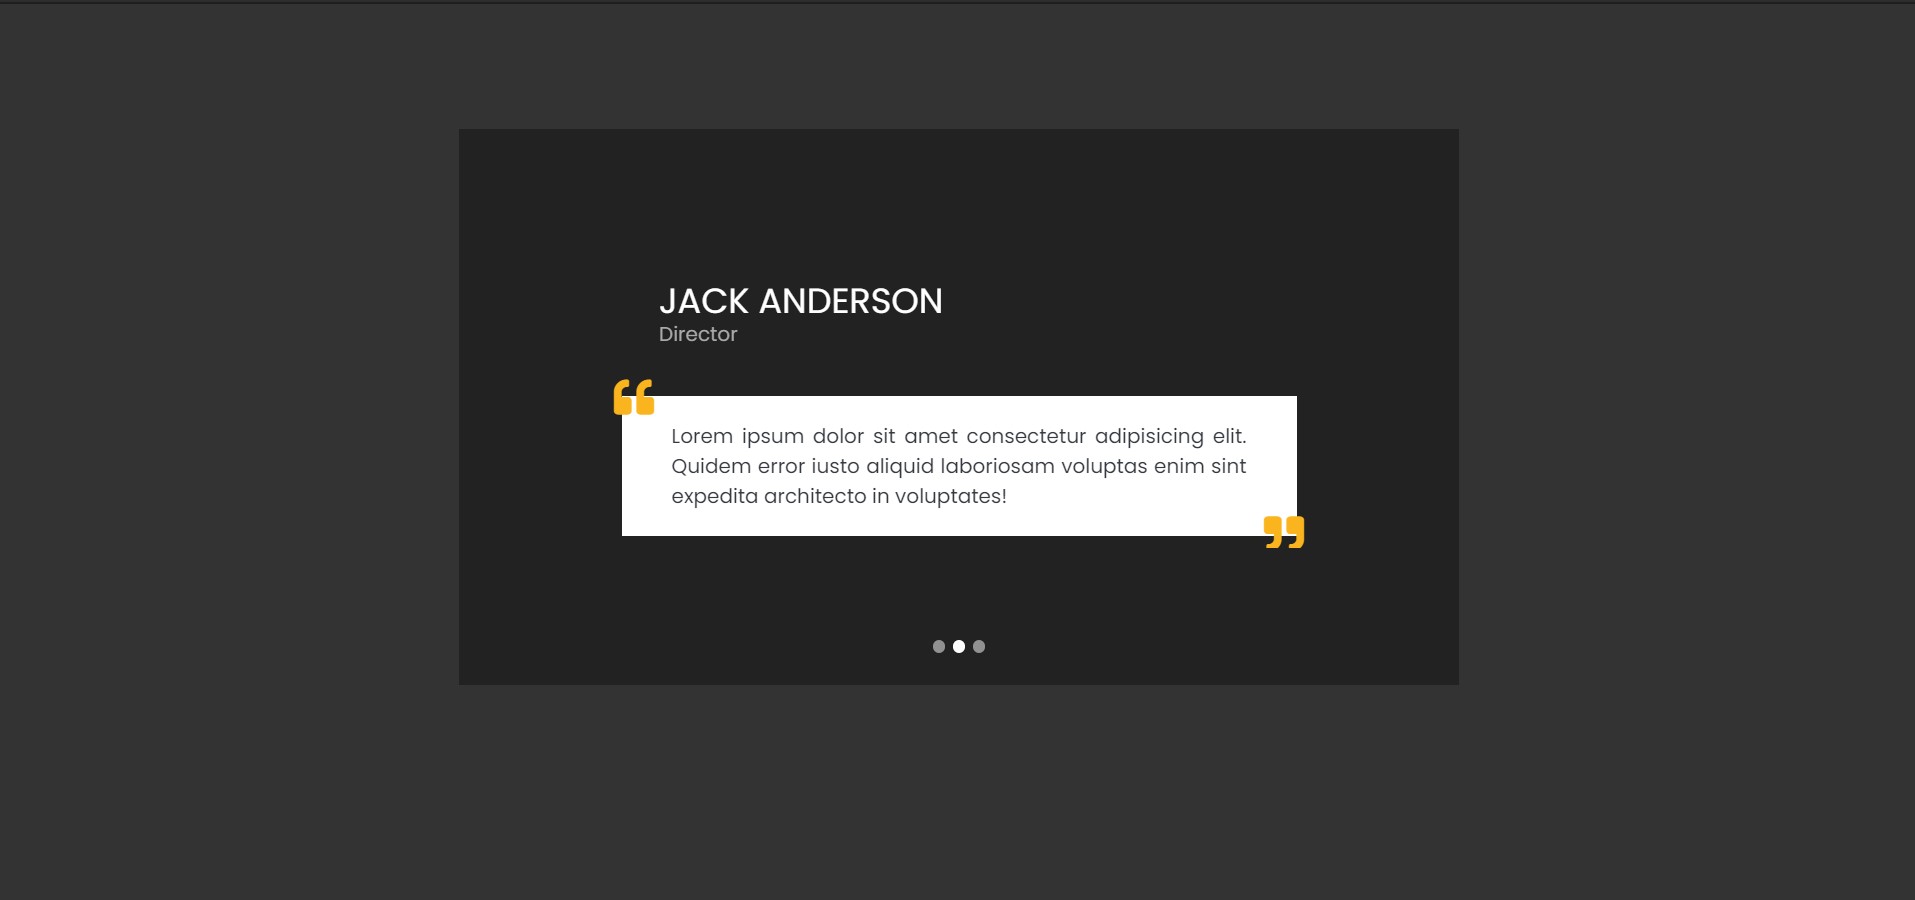 JACK ANDERSON
Director
“
Lorem ipsum dolor sit amet consectetur adipisicing elit.
Quidem error iusto aliquid laboriosam voluptas enim sint
expedita architecto in voluptates!
”